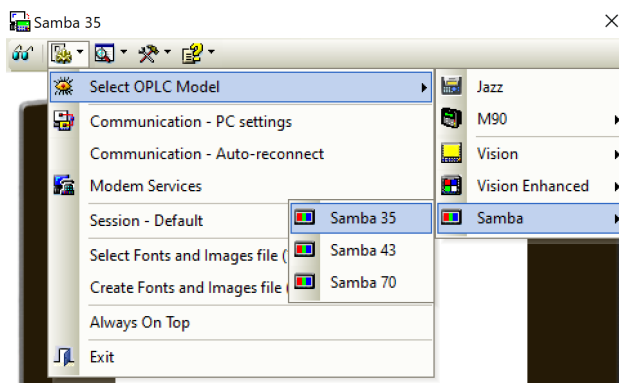 Samba 35
Select OPLC Model
Communication - PC settings
Communication - Auto-reconnect
Modem Services
Session - Default
Select Fonts and Images file (
Create Fonts and Images file
Always On Top
Exit
Jazz
M90
Vision
Vision Enhanced
Samba
Samba 35
Samba 43
Samba 70